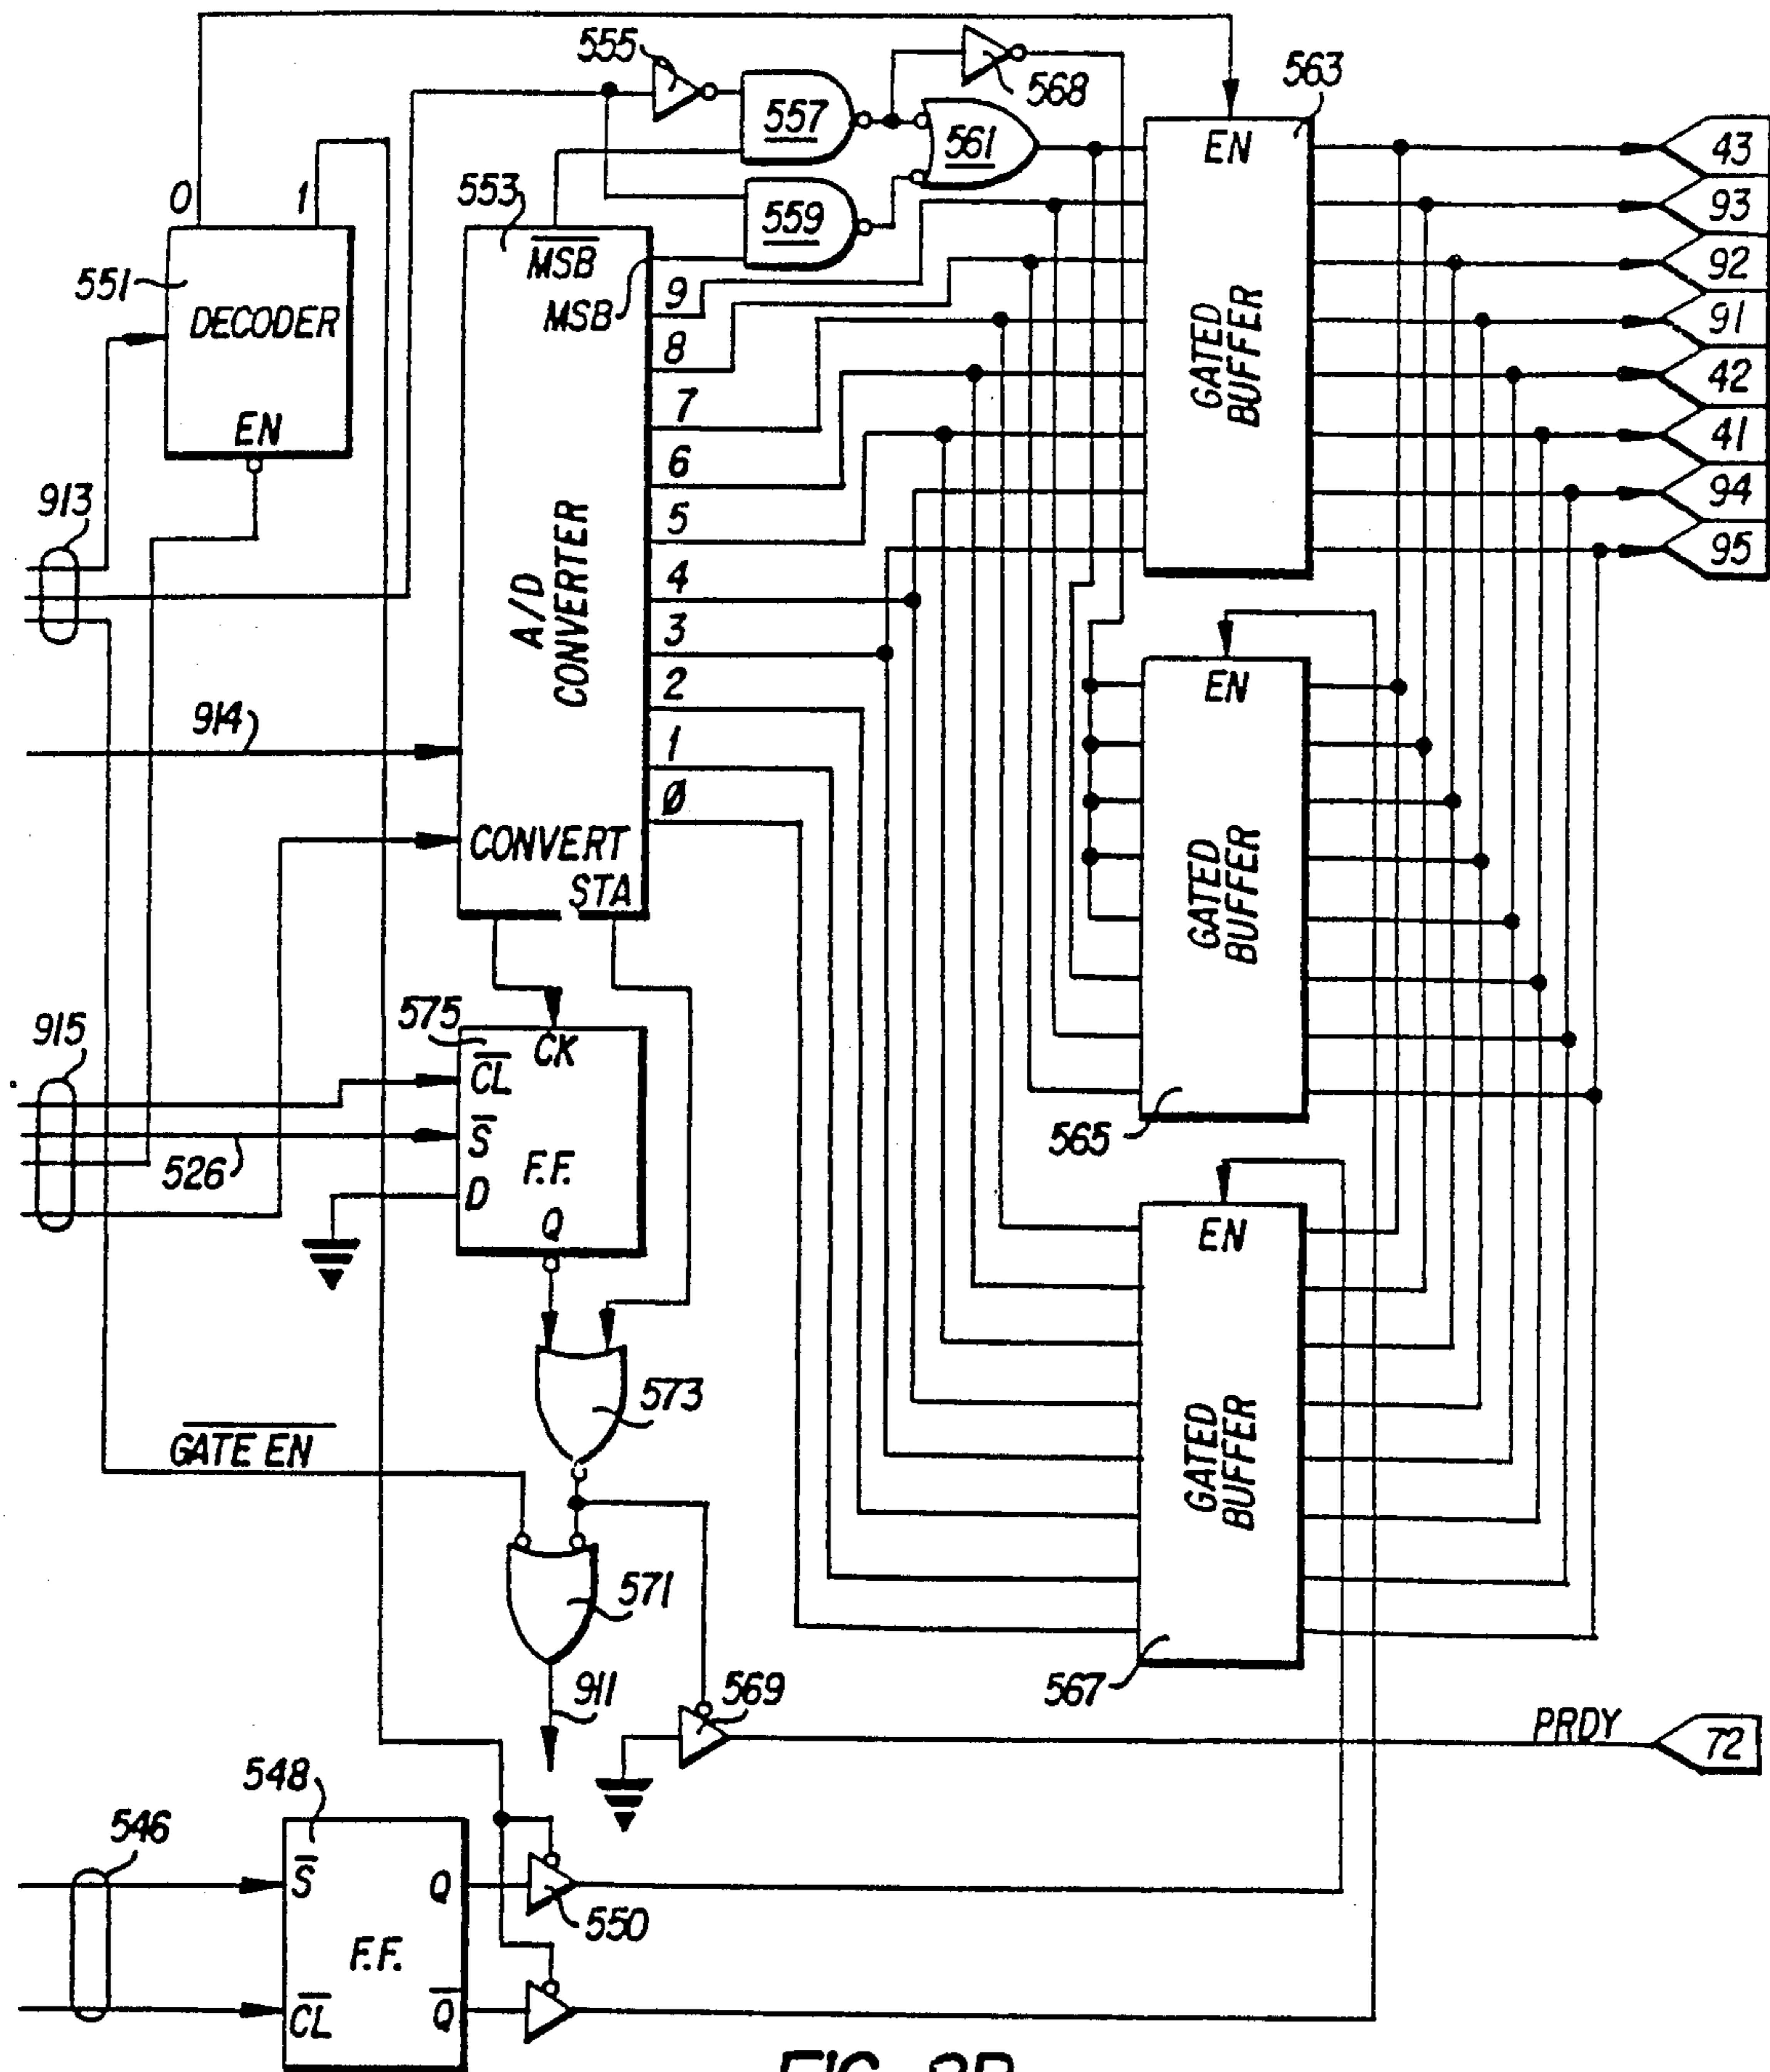 555
568
563
557
561
EN
43
0
1
553
559
93
MSB
92
551
DECODER
MSB
9
91
8
GATED BUFFER
42
7
EN
41
6
94
913
5
95
4
A/D CONVERTER
3
2
EN
914
1
Ø
CONVERT
STA
GATED BUFFER
575
CK
915
CL
S
565
526
F.F.
D
Q
EN
573
GATE EN
GATED BUFFER
571
567
911
569
PRDY
72
548
546
S
Q
550
F.F.
CL
Q